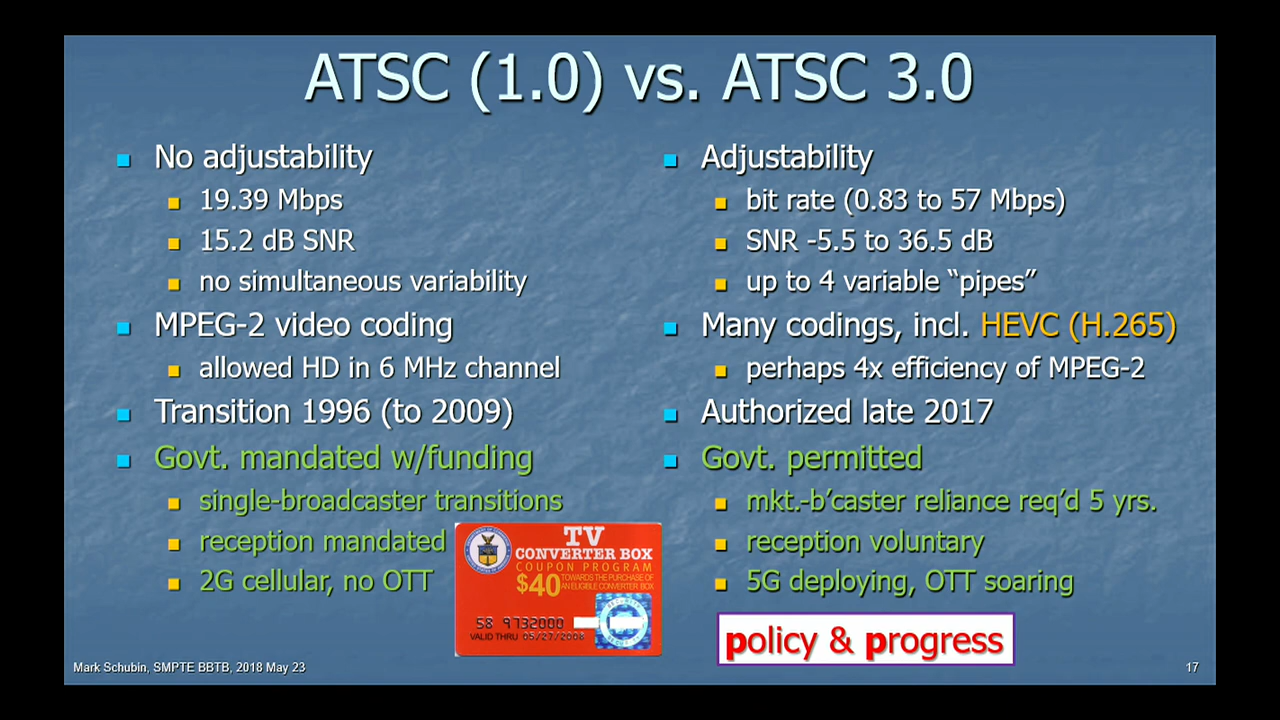 ATSC (1.0) vs. ATSC 3.0
No adjustability
19.39 Mbps
15.2 dB SNR
no simultaneous variability
MPEG-2 video coding
allowed HD in 6 MHz channel
Transition 1996 (to 2009)
Govt. mandated w/funding
single-broadcaster transitions
reception mandated
2G cellular, no OTT
Adjustability
bit rate (0.83 to 57 Mbps)
SNR -5.5 to 36.5 dB
up to 4 variable “pipes”
Many codings, incl. HEVC (H.265)
perhaps 4x efficiency of MPEG-2
Authorized late 2017
Govt. permitted
mkt.-b’caster reliance req’d 5 yrs.
reception voluntary
5G deploying, OTT soaring
TV
CONVERTER BOX
COUPON PROGRAM
$40 TOWARDS THE PURCHASE OF
AN ELIGIBLE CONVERTER BOX
58 9732000
VALID THRU 05/27/2008
policy & progress
Mark Schubin, SMPTE BBTB, 2018 May 23
17